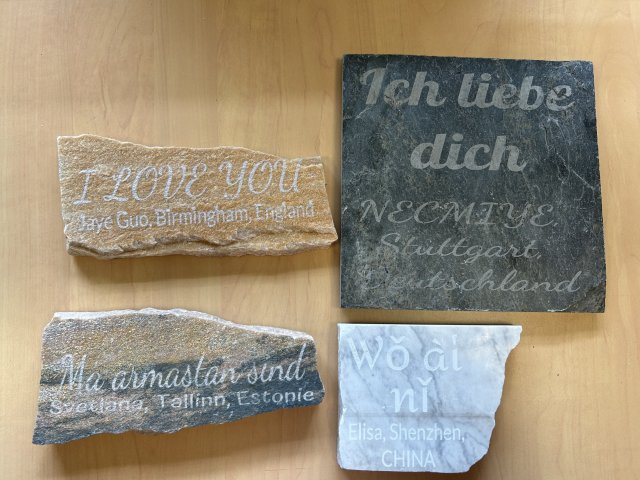 I LOVE YOU
Jaye Guo, Birmingham, England
Ich liebe
dich
NECMIYE,
Stuttgart,
Deutschland
Ma armastan sind
Svetlana, Tallinn, Estonie
Wǒ ài
nǐ
Elisa, Shenzhen,
CHINA